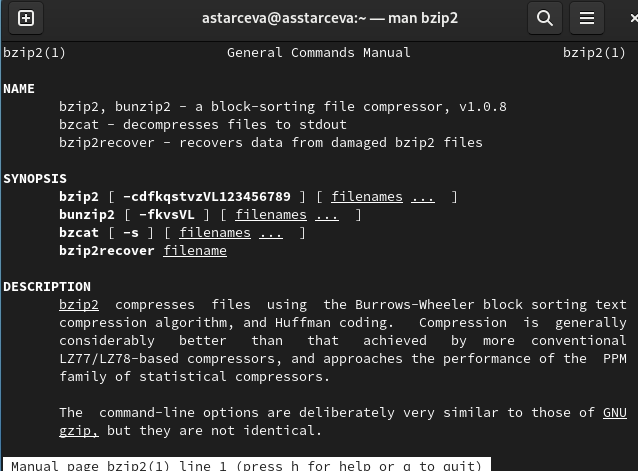 astarceva@asstarceva:~ — man bzip2
bzip2(1) General Commands Manual bzip2(1)
NAME
bzip2, bunzip2 - a block-sorting file compressor, v1.0.8
bzcat - decompresses files to stdout
bzip2recover - recovers data from damaged bzip2 files
SYNOPSIS
bzip2 [ -cdfkqstvzVL123456789 ] [ filenames ... ]
bunzip2 [ -fkvsVL ] [ filenames ... ]
bzcat [ -s ] [ filenames ... ]
bzip2recover filename
DESCRIPTION
bzip2 compresses files using the Burrows-Wheeler block sorting text
compression algorithm, and Huffman coding. Compression is generally
considerably better than that achieved by more conventional
LZ77/LZ78-based compressors, and approaches the performance of the PPM
family of statistical compressors.
The command-line options are deliberately very similar to those of GNU
gzip, but they are not identical.
Manual page bzip2(1) line 1 (press h for help or q to quit)